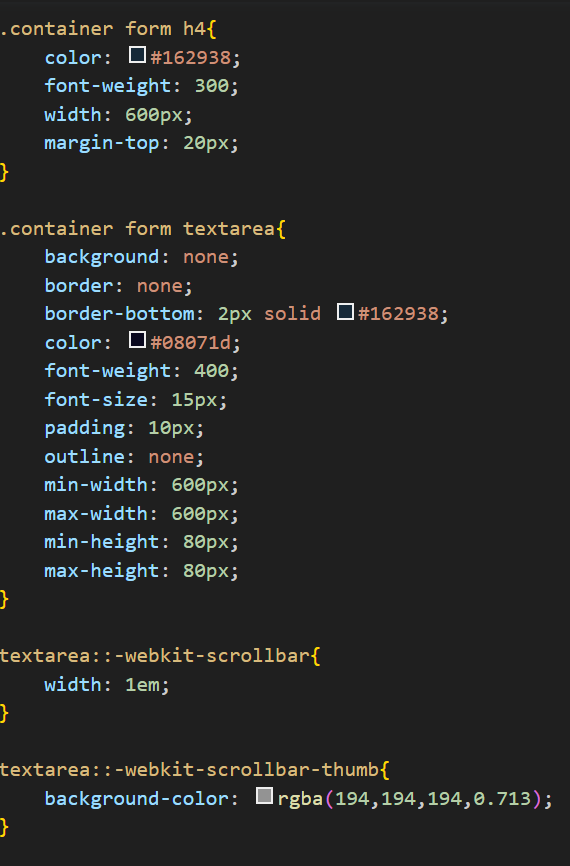 .container form h4{
    color: #162938;
    font-weight: 300;
    width: 600px;
    margin-top: 20px;
}

.container form textarea{
    background: none;
    border: none;
    border-bottom: 2px solid #162938;
    color: #08071d;
    font-weight: 400;
    font-size: 15px;
    padding: 10px;
    outline: none;
    min-width: 600px;
    max-width: 600px;
    min-height: 80px;
    max-height: 80px;
}

textarea::-webkit-scrollbar{
    width: 1em;
}

textarea::-webkit-scrollbar-thumb{
    background-color: rgba(194,194,194,0.713);
}